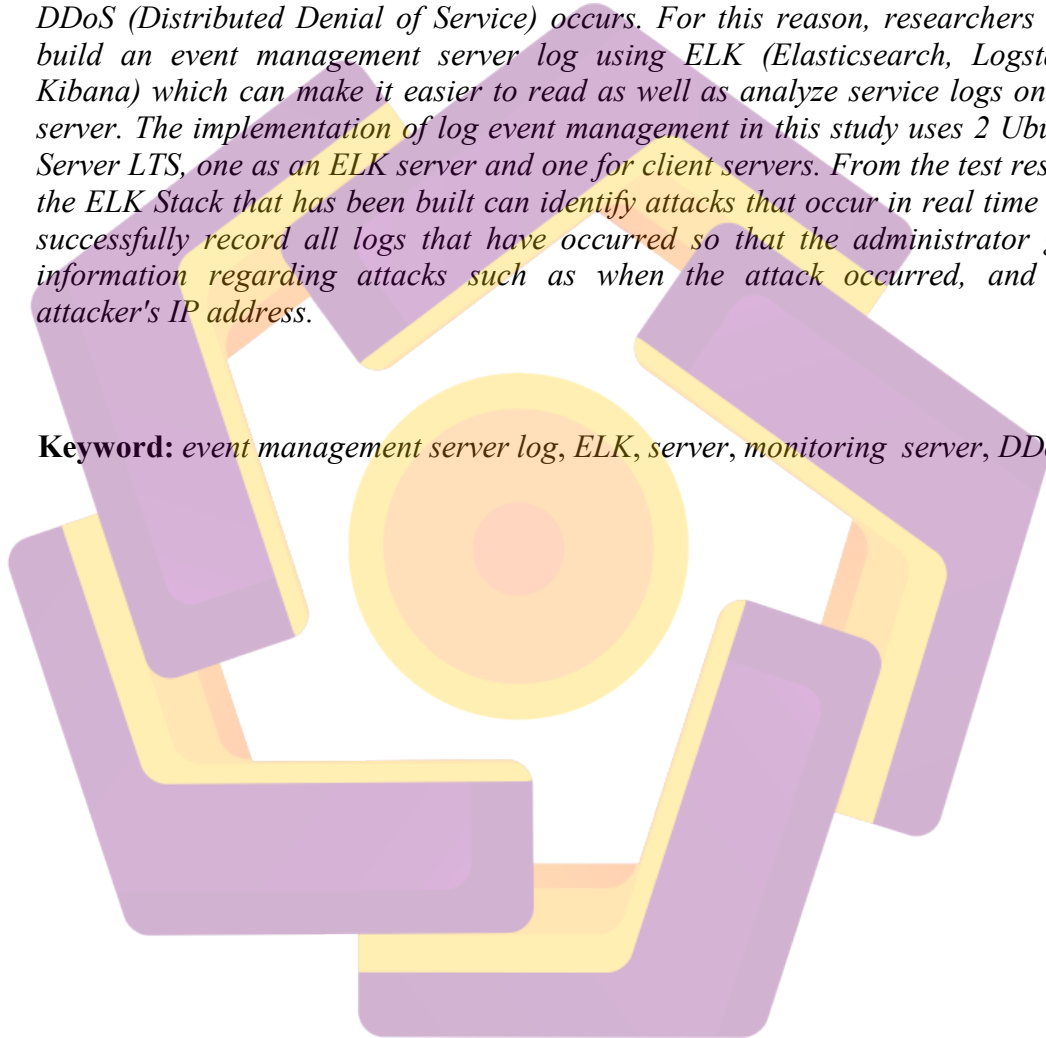 DDoS (Distributed Denial of Service) occurs. For this reason, researchers
build an event management server log using ELK (Elasticsearch,
Kibana) which can make it easier to read as well as analyze service logs on
server. The implementation of log event management in this study uses 2
Server LTS, one as an ELK server and one for client servers. From the test
the ELK Stack that has been built can identify attacks that occur in real time
successfully record all logs that have occurred so that the administrator
information regarding attacks such as when the attack occurred, and
attacker's IP address.
Keyword: event management server log, ELK, server, monitoring server,